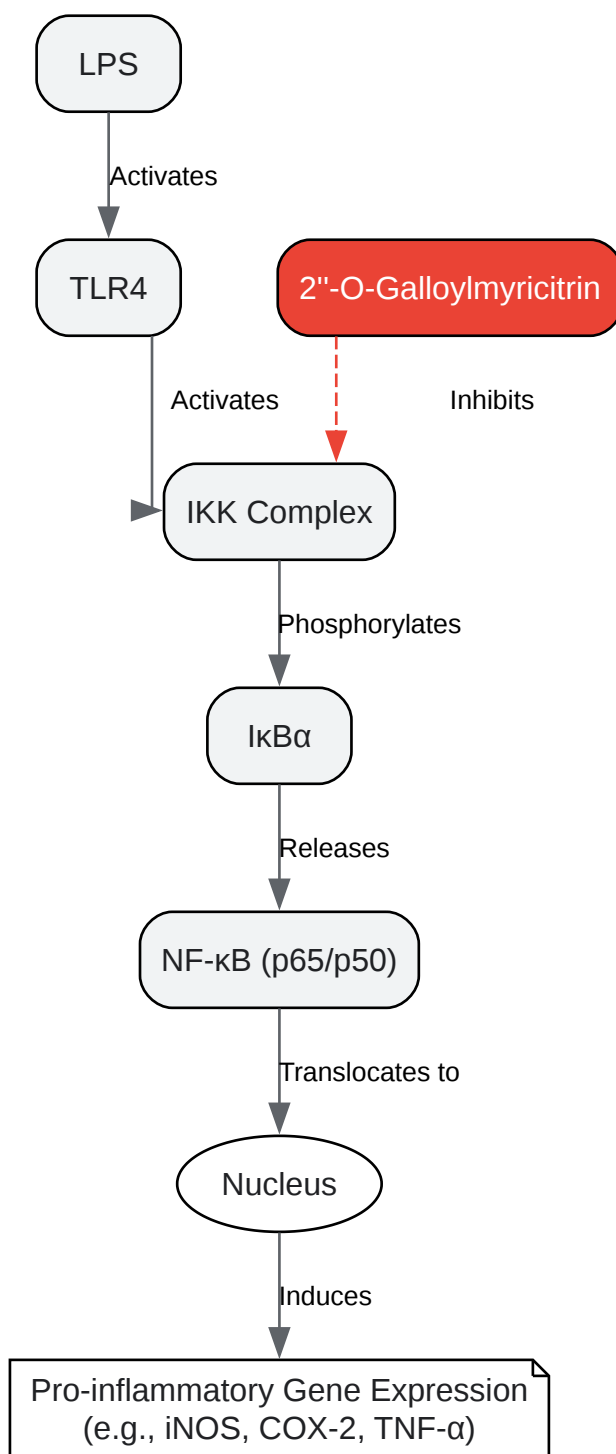 LPS
Activates
TLR4
2''-O-Galloylmyricitrin
Activates
Inhibits
IKK Complex
Phosphorylates
IκBα
Releases
NF-κB (p65/p50)
Translocates to
Nucleus
Induces
Pro-inflammatory Gene Expression
(e.g., iNOS, COX-2, TNF-α)